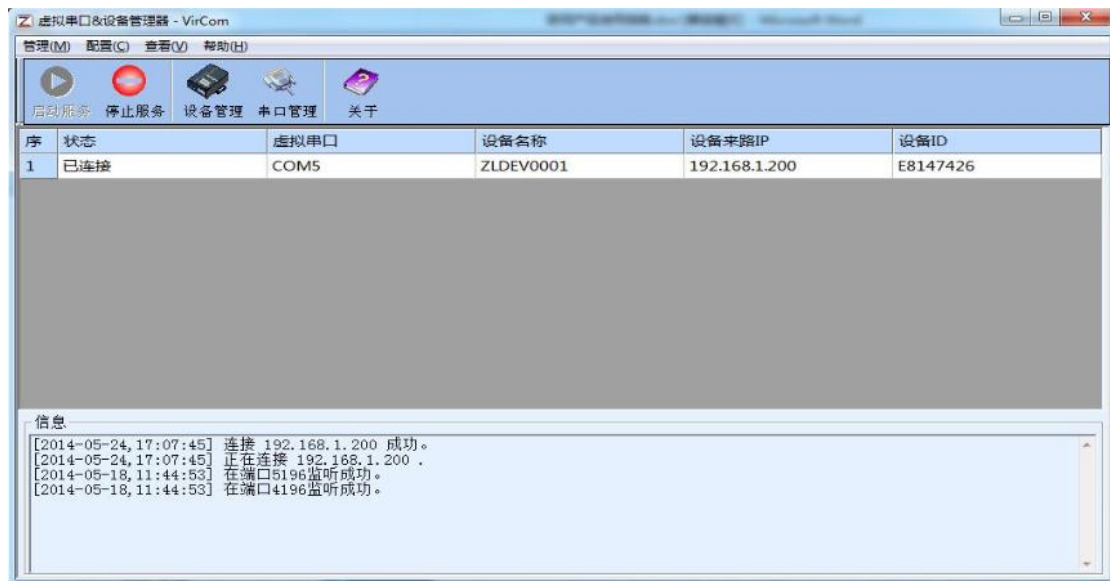 虚拟串口&设备管理器 - VirCom
管理(M) 配置(C) 查看(V) 帮助(H)
启动服务 停止服务 设备管理 串口管理 关于
序 状态 虚拟串口 设备名称 设备来路IP 设备ID
1 已连接 COM5 ZLDEV0001 192.168.1.200 E8147426
信息
[2014-05-24,17:07:45] 连接 192.168.1.200 成功。
[2014-05-24,17:07:45] 正在连接 192.168.1.200 .
[2014-05-18,11:44:53] 在端口5196监听成功。
[2014-05-18,11:44:53] 在端口4196监听成功。